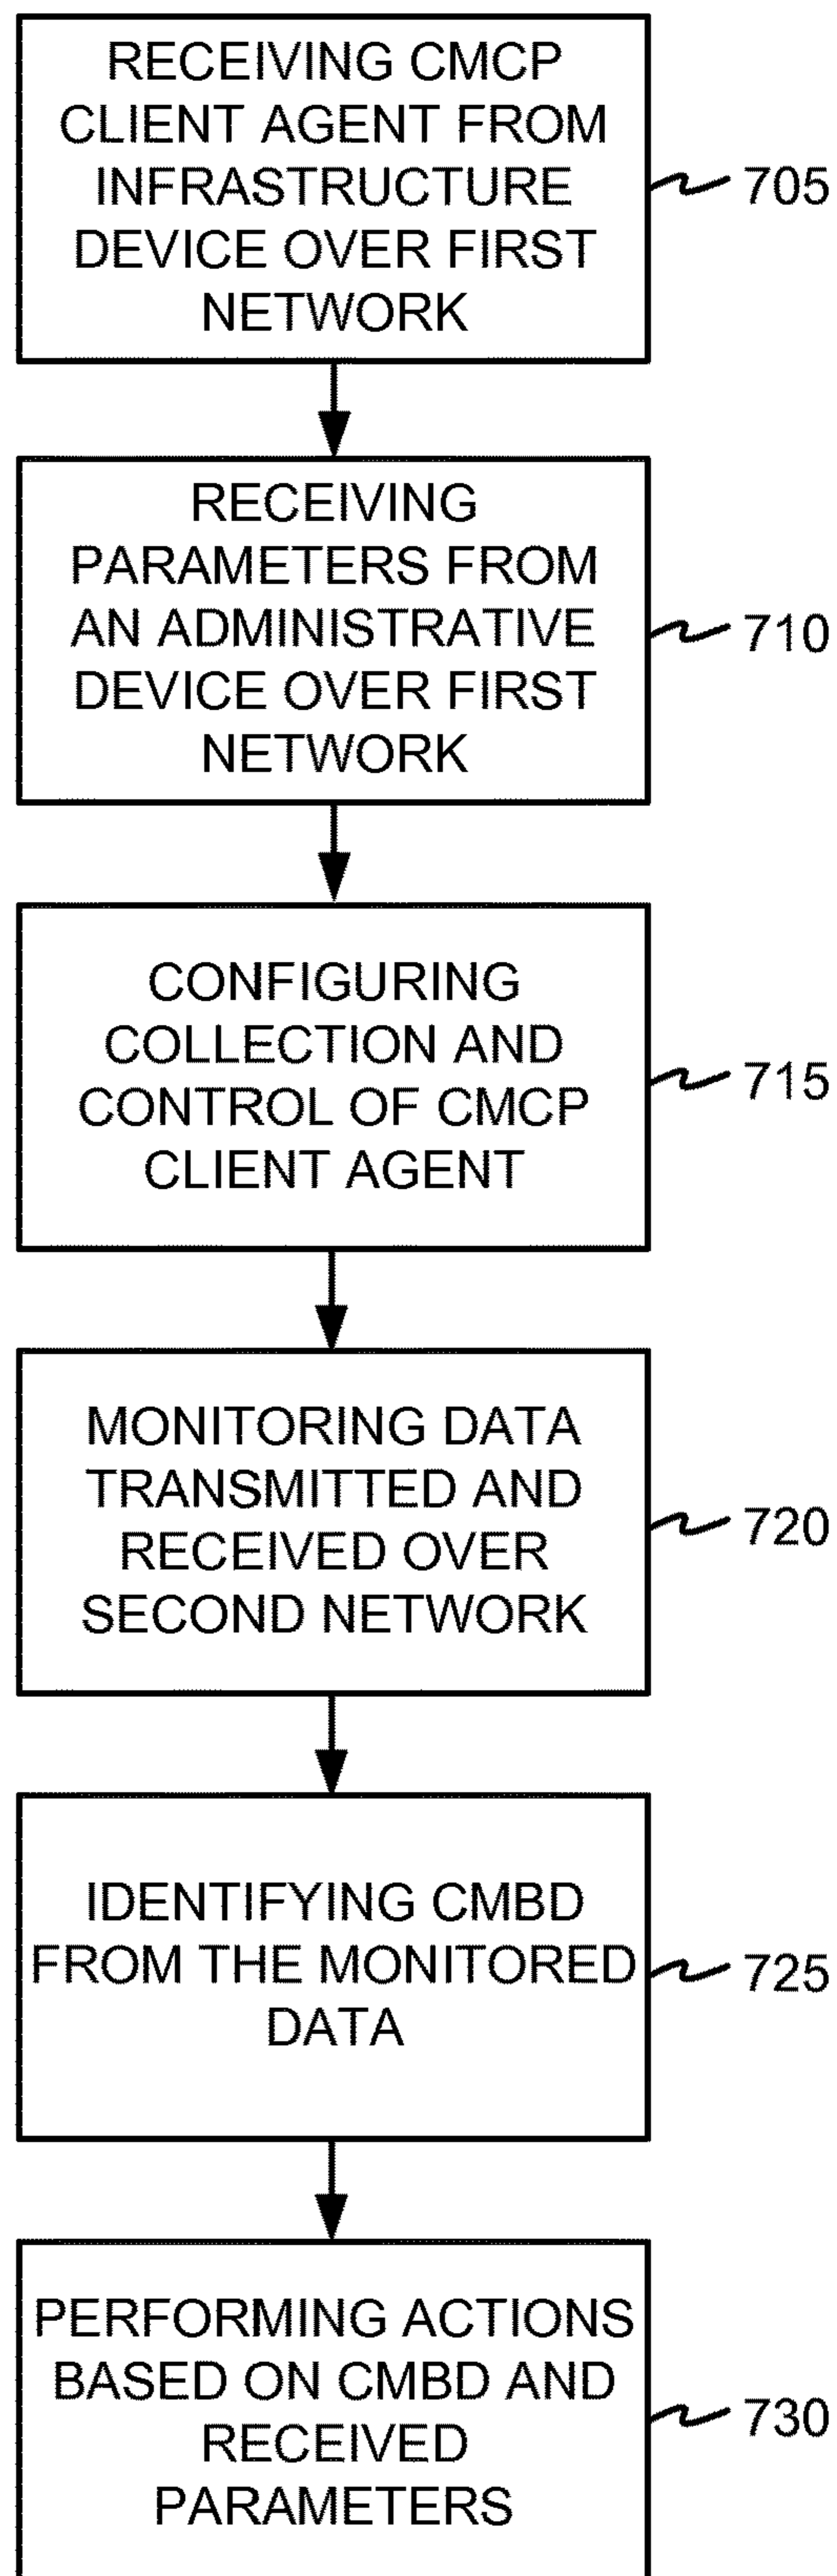 RECEIVING CMCP
CLIENT AGENT FROM
INFRASTRUCTURE
DEVICE OVER FIRST
NETWORK
705
RECEIVING
PARAMETERS FROM
AN ADMINISTRATIVE
DEVICE OVER FIRST
NETWORK
710
CONFIGURING
COLLECTION AND
CONTROL OF CMCP
CLIENT AGENT
715
MONITORING DATA
TRANSMITTED AND
RECEIVED OVER
SECOND NETWORK
720
IDENTIFYING CMBD
FROM THE MONITORED
DATA
725
PERFORMING ACTIONS
BASED ON CMBD AND
RECEIVED
PARAMETERS
730